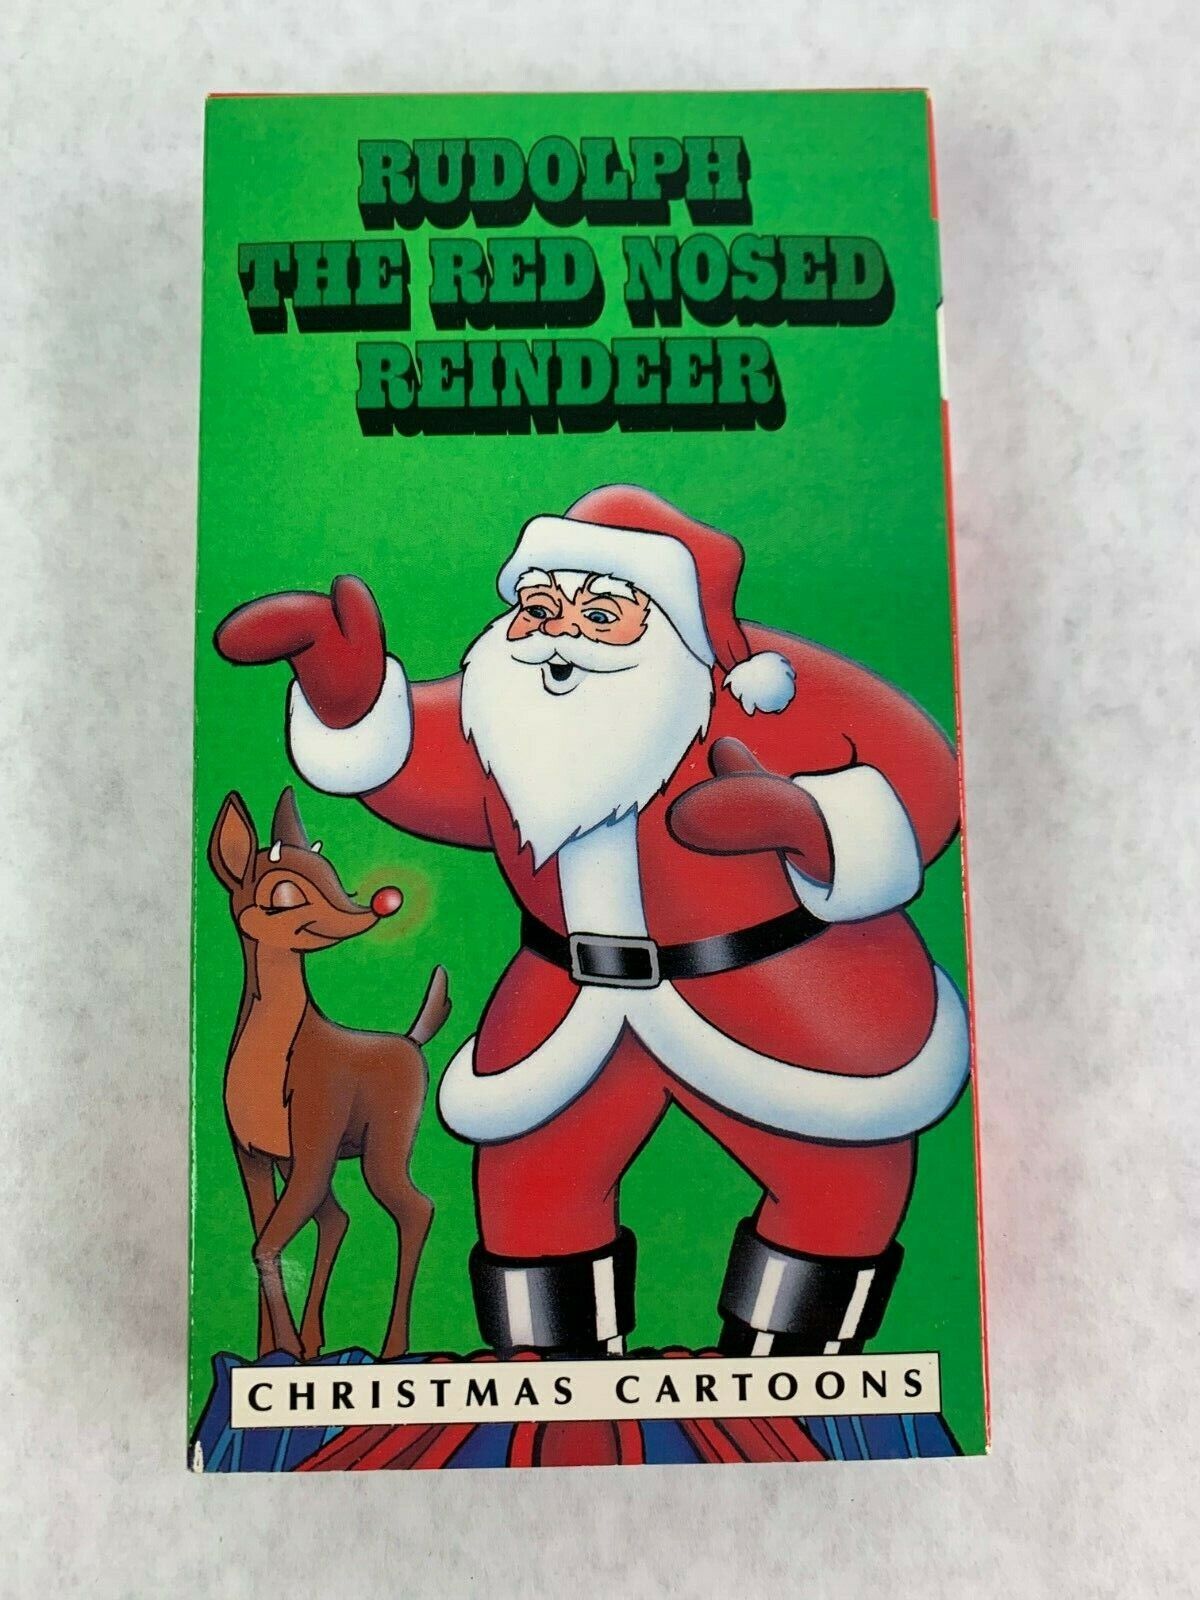 RUDOLPH
THE RED NOSED
REINDEER
CHRISTMAS CARTOONS